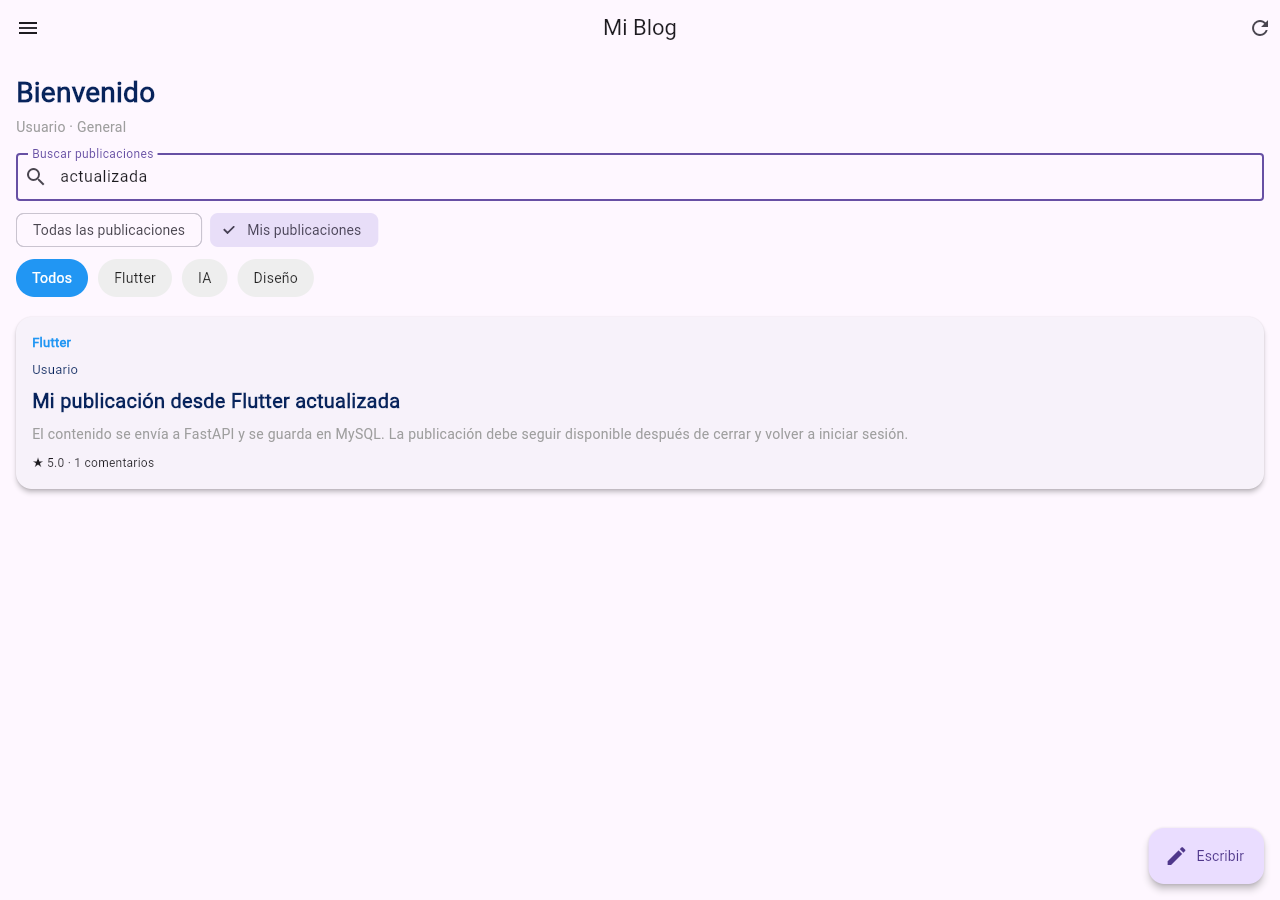 Mi Blog
Bienvenido
Usuario · General
Buscar publicaciones
actualizada
Todas las publicaciones
Mis publicaciones
Todos
Flutter
IA
Diseño
Flutter
Usuario
Mi publicación desde Flutter actualizada
El contenido se envía a FastAPI y se guarda en MySQL. La publicación debe seguir disponible después de cerrar y volver a iniciar sesión.
★ 5.0 · 1 comentarios
Escribir